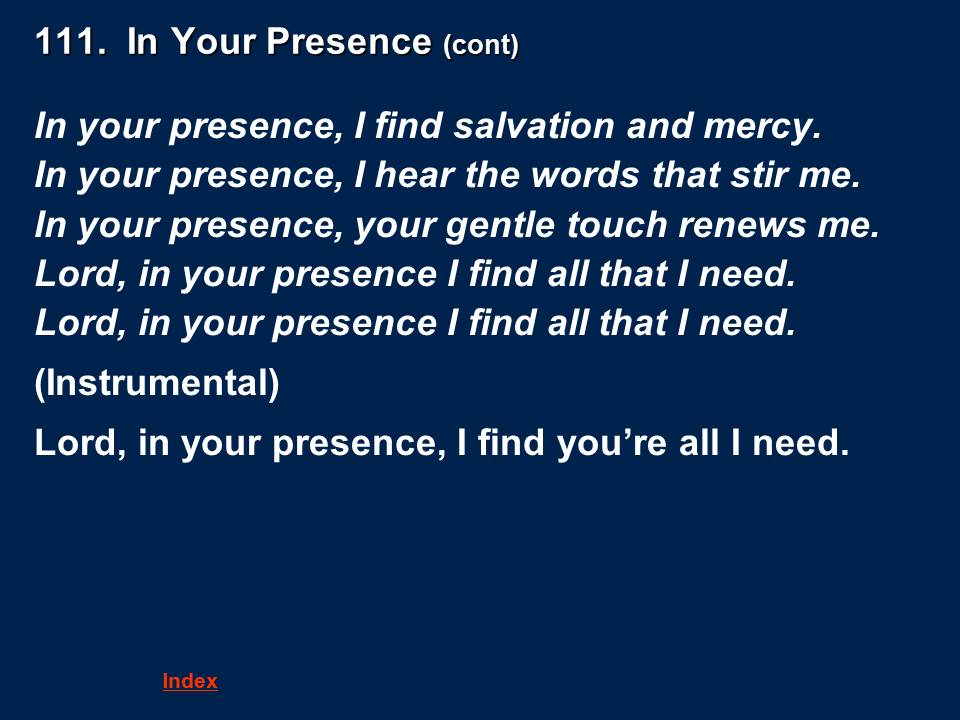 111.  In Your Presence (cont)
In your presence, I find salvation and mercy.
In your presence, I hear the words that stir me.
In your presence, your gentle touch renews me.
Lord, in your presence I find all that I need.
Lord, in your presence I find all that I need.
(Instrumental)
Lord, in your presence, I find you’re all I need.
Index